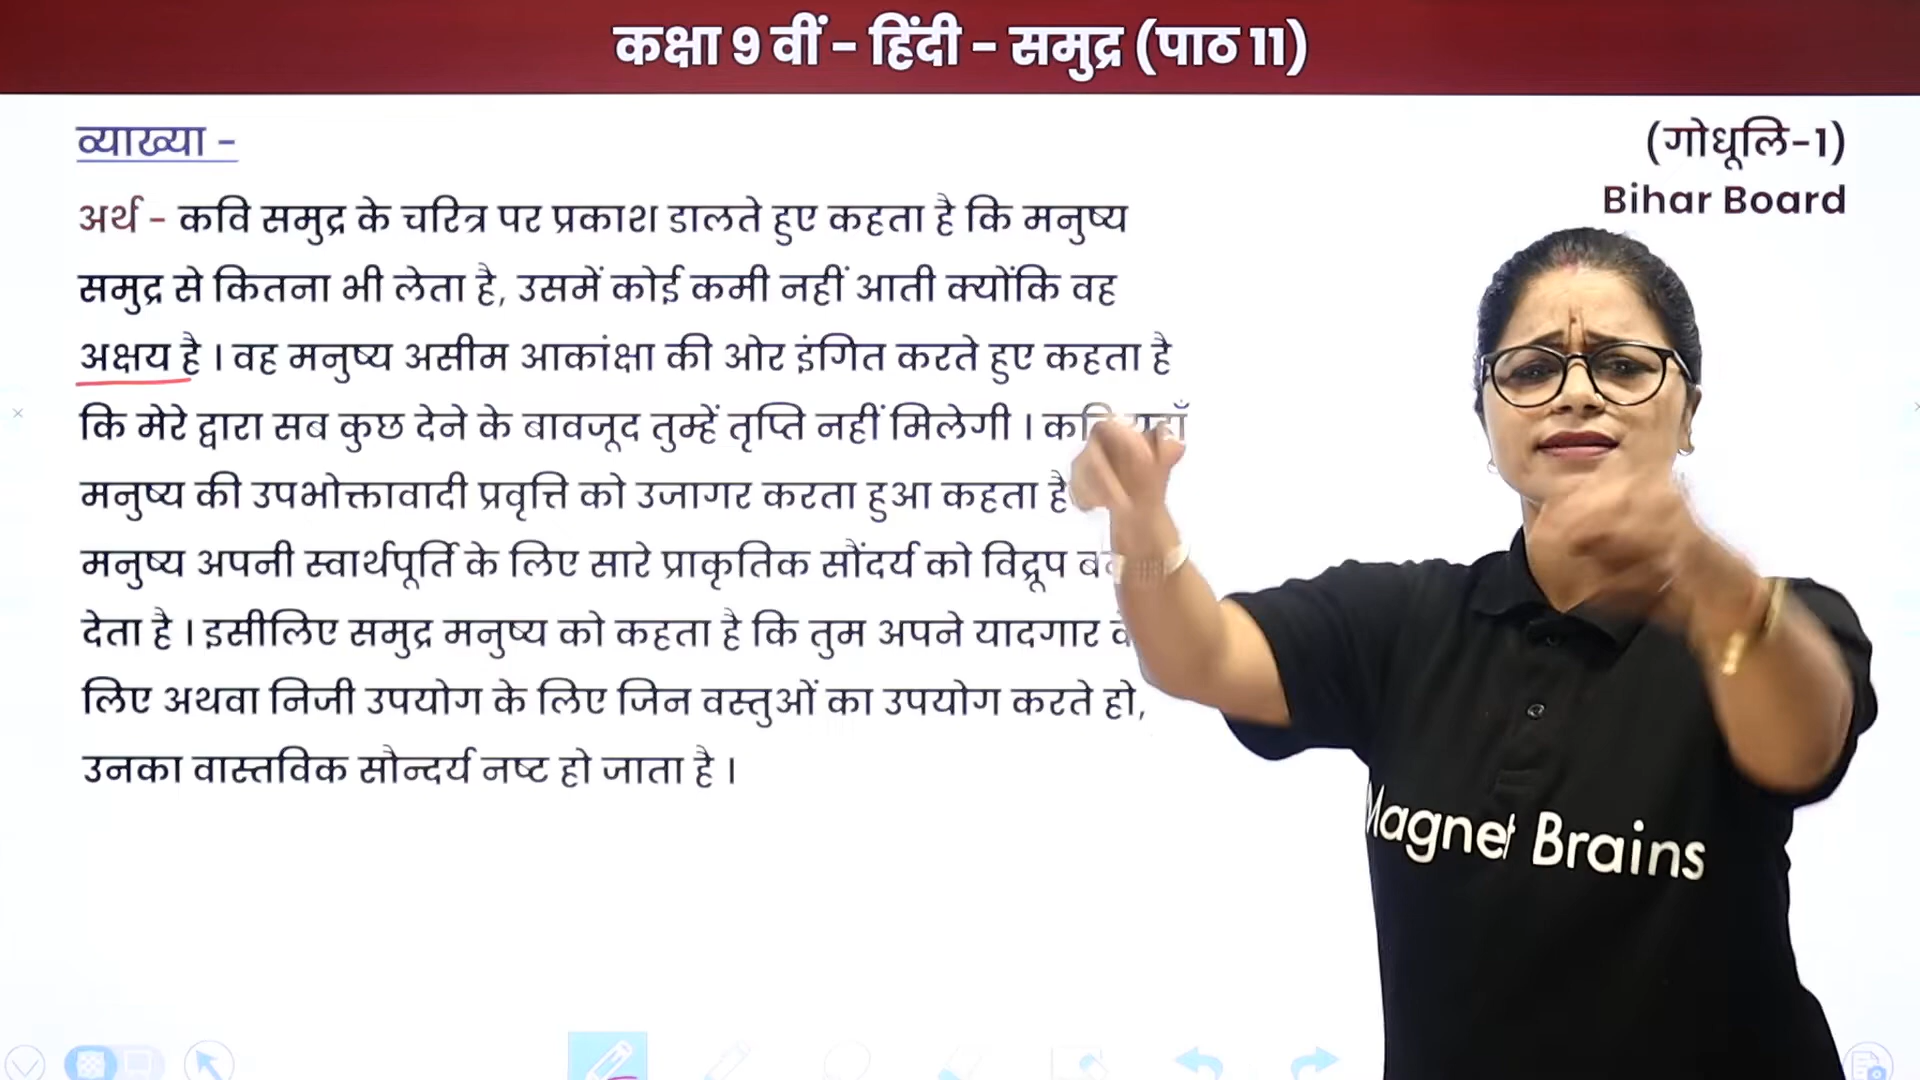 कक्षा 9 वीं - हिंदी - समुद्र (पाठ 11)
व्याख्या -
(गोधूलि-1)
Bihar Board
अर्थ - कवि समुद्र के चरित्र पर प्रकाश डालते हुए कहता है कि मनुष्य
समुद्र से कितना भी लेता है, उसमें कोई कमी नहीं आती क्योंकि वह
अक्षय है । वह मनुष्य असीम आकांक्षा की ओर इंगित करते हुए कहता है
कि मेरे द्वारा सब कुछ देने के बावजूद तुम्हें तृप्ति नहीं मिलेगी ।
मनुष्य की उपभोक्तावादी प्रवृत्ति को उजागर करता हुआ कहता है
मनुष्य अपनी स्वार्थपूर्ति के लिए सारे प्राकृतिक सौंदर्य को विद्रूप
देता है । इसीलिए समुद्र मनुष्य को कहता है कि तुम अपने यादगार
लिए अथवा निजी उपयोग के लिए जिन वस्तुओं का उपयोग करते हो,
उनका वास्तविक सौन्दर्य नष्ट हो जाता है ।
Magnet Brains